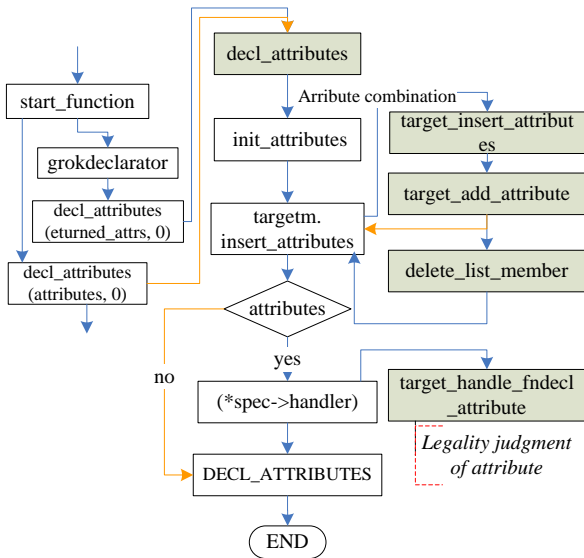 decl_attributes
Arribute combination
start_function
init_attributes
target_insert_attribut
es
grokdeclarator
target_add_attribute
decl_attributes
(eturned_attrs, 0)
targetm.
insert_attributes
decl_attributes
(attributes, 0)
delete_list_member
attributes
yes
no
(*spec->handler)
target_handle_fndecl
_attribute
Legality judgment
of attribute
DECL_ATTRIBUTES
END